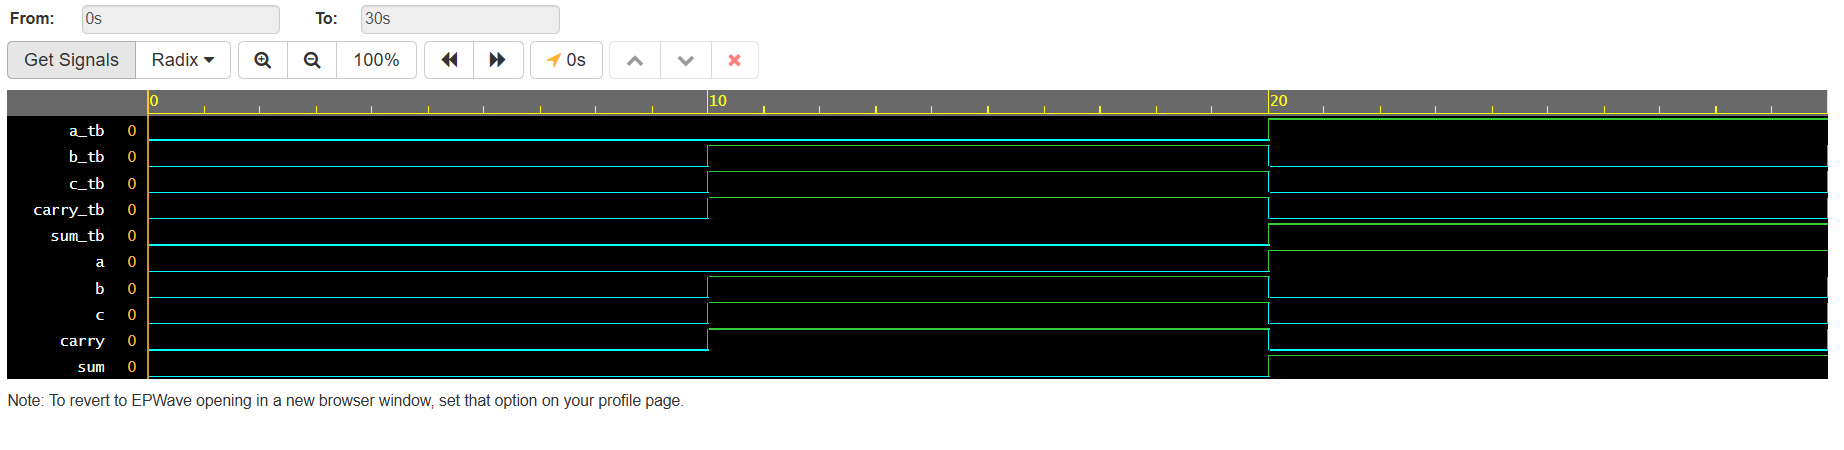 From: 0s To: 30s
Get Signals Radix 100% 0s
0 10 20
a_tb 0
b_tb 0
c_tb 0
carry_tb 0
sum_tb 0
a 0
b 0
c 0
carry 0
sum 0
Note: To revert to EPWave opening in a new browser window, set that option on your profile page.